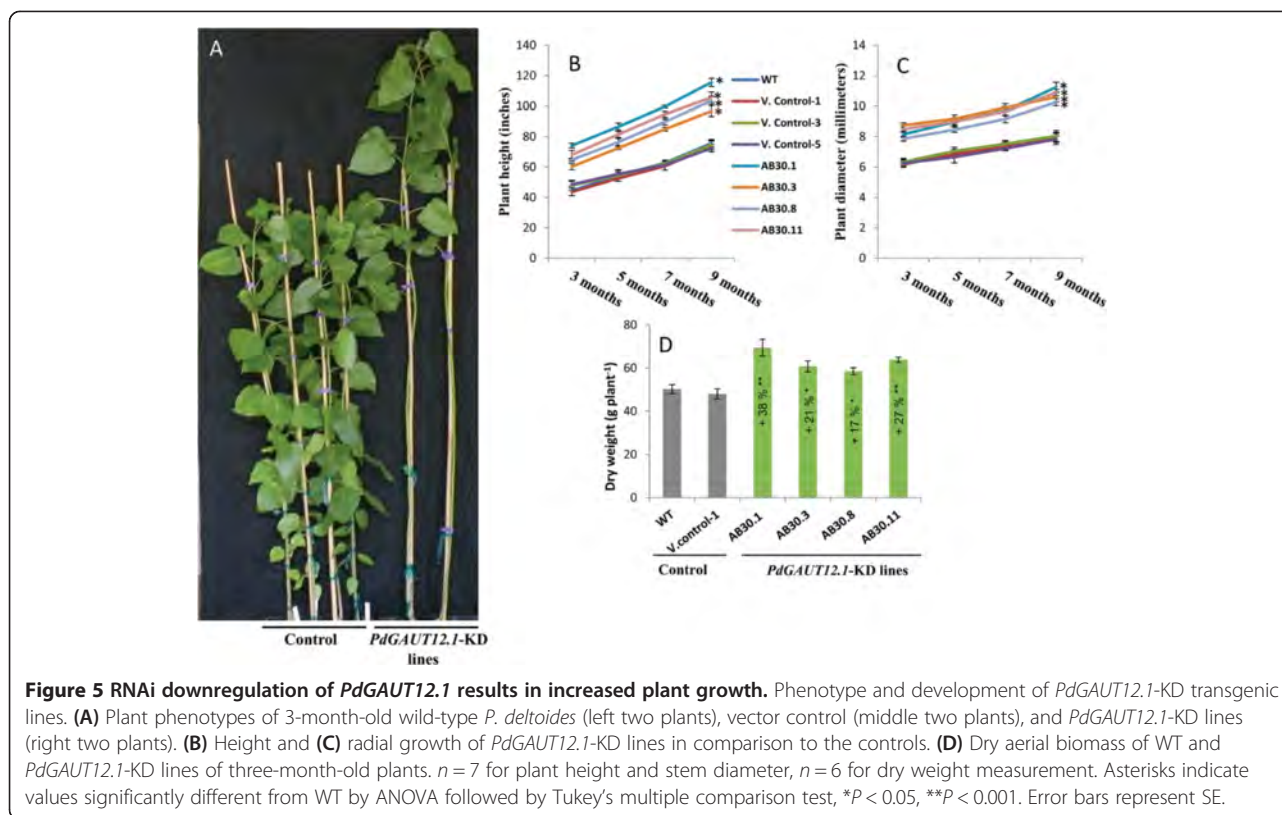 A
Control
PdGAUT12.1-KD
lines
B
Plant height (inches)
140
120
100
80
60
40
20
0
3 months
5 months
7 months
9 months
*
*
*
*
WT
V. Control-1
V. Control-3
V. Control-5
AB30.1
AB30.3
AB30.8
AB30.11
C
Plant diameter (millimeters)
14
12
10
8
6
4
2
0
3 months
5 months
7 months
9 months
*
*
*
*
D
Dry weight (g plant⁻¹)
80
60
40
20
0
+ 38 % **
+ 21 % *
+ 17 % *
+ 27 % **
WT
V.control-1
AB30.1
AB30.3
AB30.8
AB30.11
Control
PdGAUT12.1-KD lines
Figure 5 RNAi downregulation of PdGAUT12.1 results in increased plant growth. Phenotype and development of PdGAUT12.1-KD transgenic
lines. (A) Plant phenotypes of 3-month-old wild-type P. deltoides (left two plants), vector control (middle two plants), and PdGAUT12.1-KD lines
(right two plants). (B) Height and (C) radial growth of PdGAUT12.1-KD lines in comparison to the controls. (D) Dry aerial biomass of WT and
PdGAUT12.1-KD lines of three-month-old plants. n = 7 for plant height and stem diameter, n = 6 for dry weight measurement. Asterisks indicate
values significantly different from WT by ANOVA followed by Tukey's multiple comparison test, *P < 0.05, **P < 0.001. Error bars represent SE.